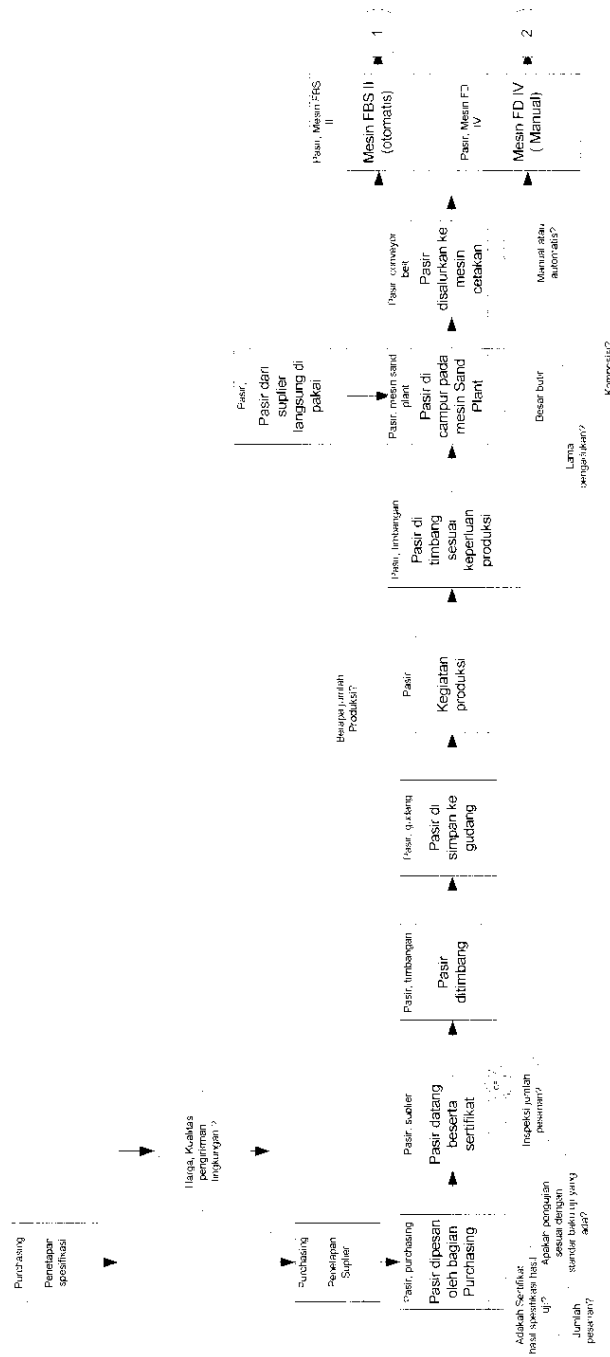 Purchasing
Penetapan
spesifikasi
Harga, Kualitas
pengiriman
lingkungan ?
Purchasing
Penetapan
Suplier
Pasir, purchasing
Pasir dipesan
oleh bagian
Purchasing
Adakah Sertifikat
hasil spesifikasi hasil
uji ?
Apakah pengujian
sesuai dengan
standar baku uji yang
ada?
Jumlah
pesanan?
Pasir, suplier
Pasir datang
beserta
sertifikat
Inspeksi jumlah
pesanan?
Pasir, timbangan
Pasir
ditimbang
Pasir, gudang
Pasir di
simpan ke
gudang
Berapa jumlah
Produksi?
Pasir
Kegiatan
produksi
Pasir, timbangan
Pasir di
timbang
sesuai
keperluan
produksi
Pasir,
Pasir dari
suplier
langsung di
pakai
Pasir, mesin sand
plant
Pasir di
campur pada
mesin Sand
Plant
Besar butir
Lama
pengadukan?
Komposisi?
Pasir, conveyor
belt
Pasir
disalurkan ke
mesin
cetakan
Manual atau
automatis?
Pasir, Mesin FBS
II
Mesin FBS II
(otomatis)
1
Pasir, Mesin FD
IV
Mesin FD IV
( Manual)
2